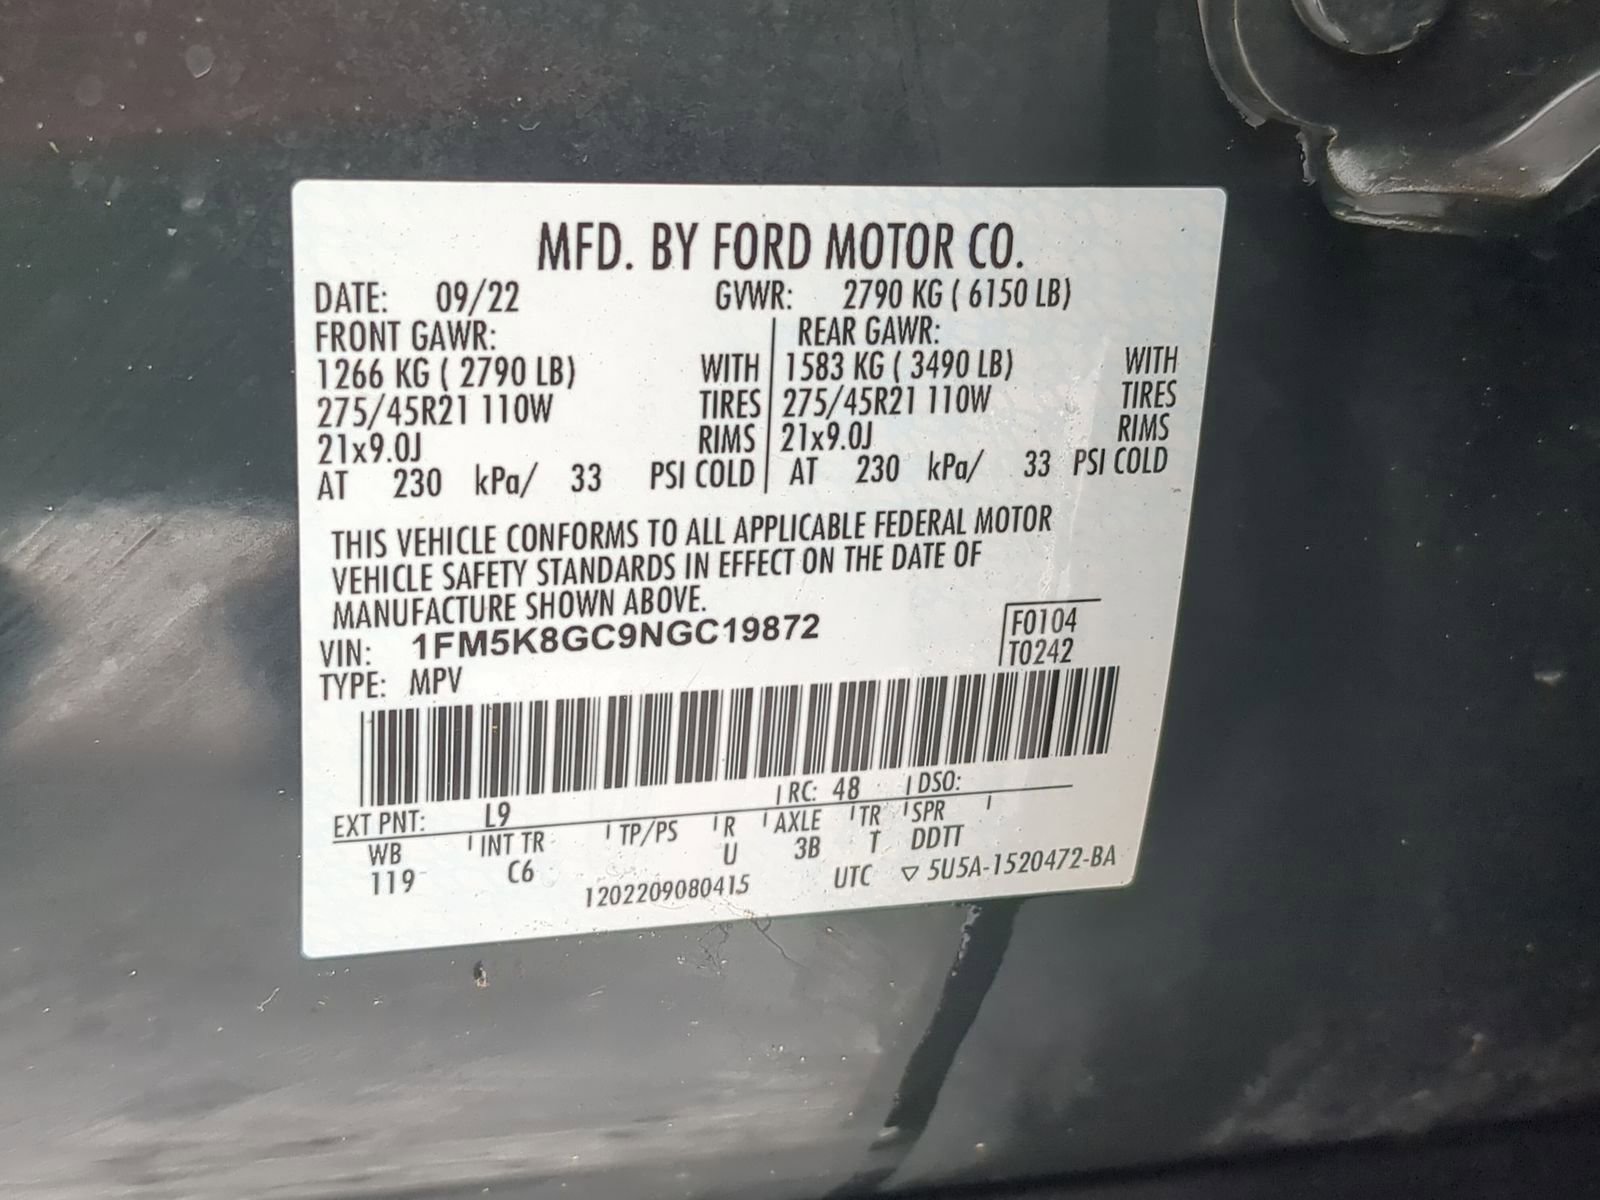 MFD. BY FORD MOTOR CO.
DATE: 09/22 GVWR: 2790 KG ( 6150 LB)
FRONT GAWR: REAR GAWR:
1266 KG ( 2790 LB) WITH 1583 KG ( 3490 LB) WITH
275/45R21 110W TIRES 275/45R21 110W TIRES
21x9.0J RIMS 21x9.0J RIMS
AT 230 kPa/ 33 PSI COLD AT 230 kPa/ 33 PSI COLD
THIS VEHICLE CONFORMS TO ALL APPLICABLE FEDERAL MOTOR
VEHICLE SAFETY STANDARDS IN EFFECT ON THE DATE OF
MANUFACTURE SHOWN ABOVE.
VIN: 1FM5K8GC9NGC19872 F0104
TYPE: MPV T0242
EXT PNT: L9 RC: 48 DSO:
WB INT TR TP/PS R AXLE TR SPR
119 C6 U 3B T DDTT
1202209080415 UTC ▽ 5U5A-1520472-BA